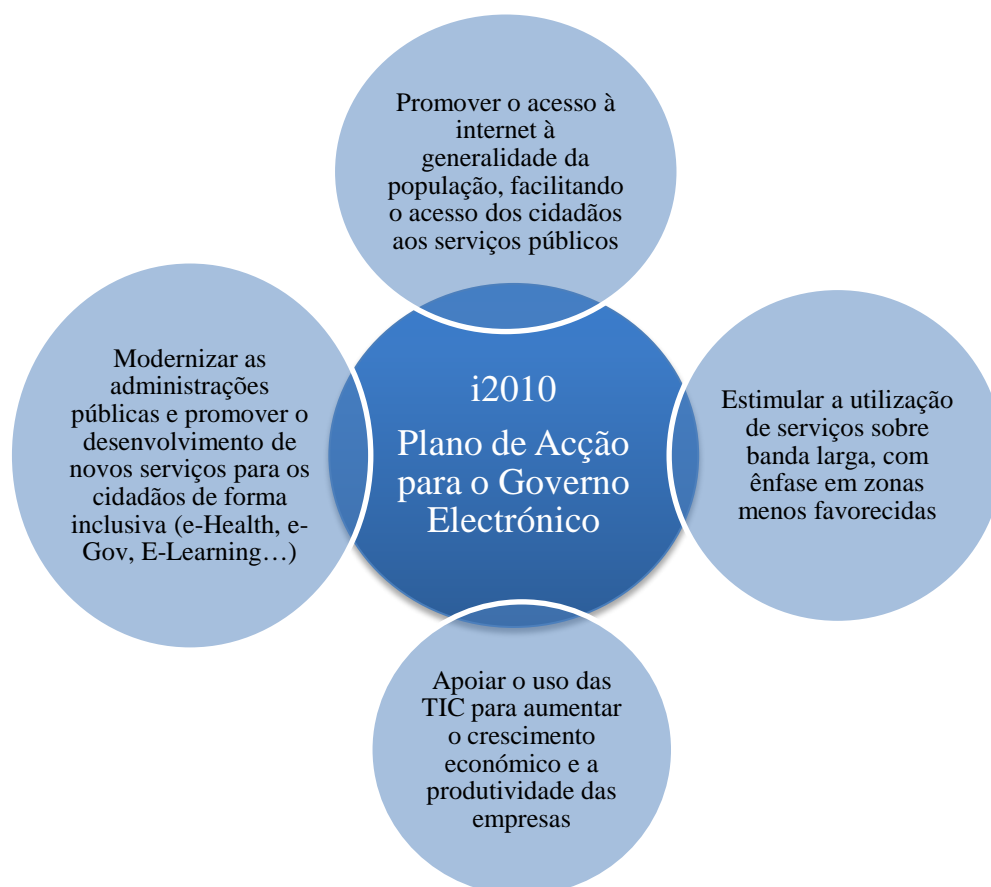 Promover o acesso à
internet à
generalidade da
população, facilitando
o acesso dos cidadãos
aos serviços públicos
Modernizar as
administrações
públicas e promover o
desenvolvimento de
novos serviços para os
cidadãos de forma
inclusiva (e-Health, e-
Gov, E-Learning…)
i2010
Plano de Acção
para o Governo
Electrónico
Estimular a utilização
de serviços sobre
banda larga, com
ênfase em zonas
menos favorecidas
Apoiar o uso das
TIC para aumentar
o crescimento
económico e a
produtividade das
empresas